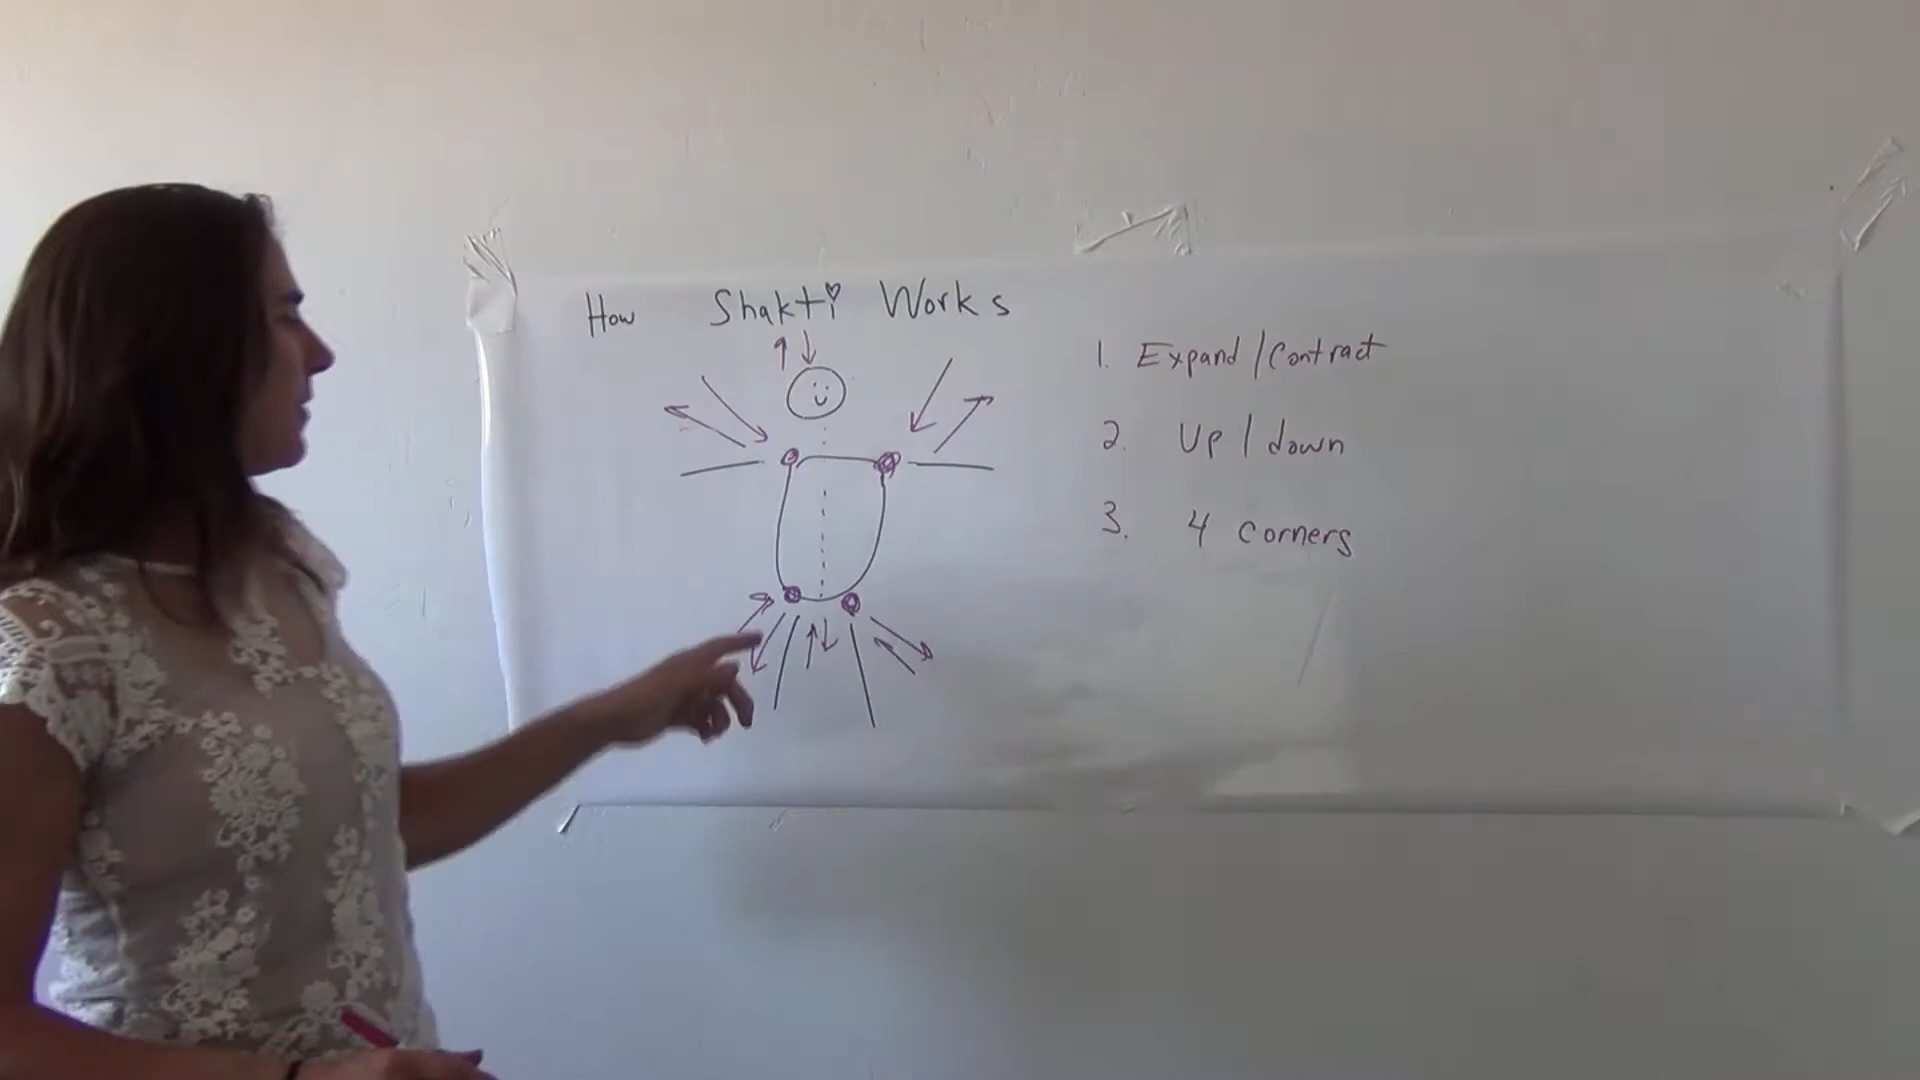 How Shakti Works
1. Expand/Contract
2. Up/down
3. 4 corners